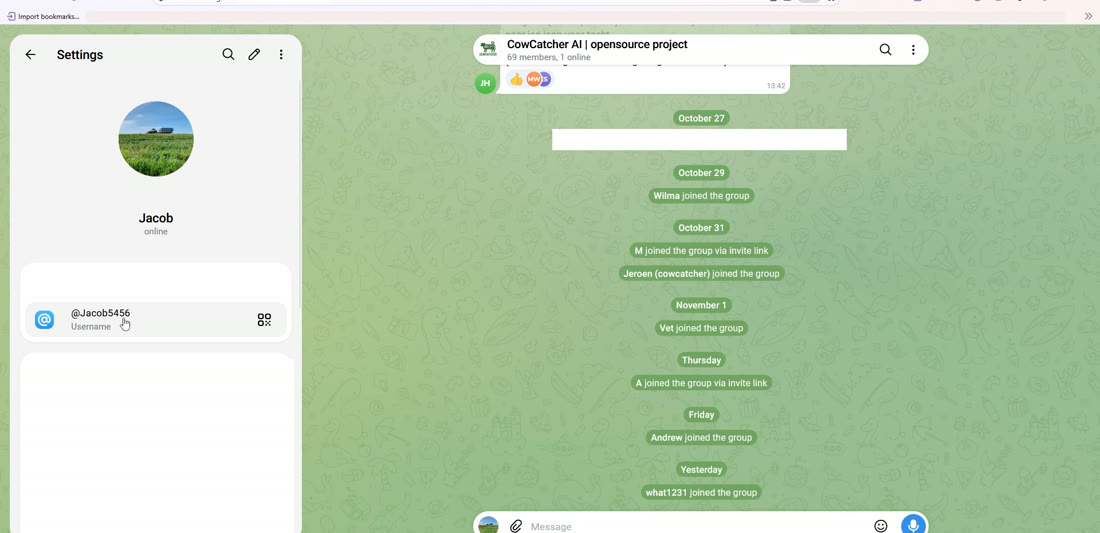 Import bookmarks...
Settings
Jacob
online
@Jacob5456
Username
CowCatcher AI | opensource project
69 members, 1 online
JH
MW
S
13:42
October 27
October 29
Wilma joined the group
October 31
M joined the group via invite link
Jeroen (cowcatcher) joined the group
November 1
Vet joined the group
Thursday
A joined the group via invite link
Friday
Andrew joined the group
Yesterday
what1231 joined the group
Message